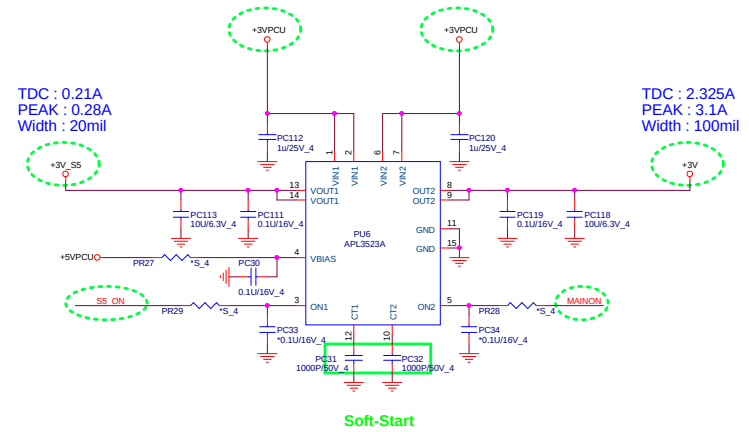 +3VPCU
+3VPCU
TDC : 0.21A
PEAK : 0.28A
Width : 20mil
TDC : 2.325A
PEAK : 3.1A
Width : 100mil
PC112
1u/25V_4
PC120
1u/25V_4
1
2
6
7
+3V_S5
+3V
VIN1
VIN1
VIN2
VIN2
13
14
VOUT1
VOUT1
8
9
OUT2
OUT2
PC113
10U/6.3V_4
PC111
0.1U/16V_4
PC119
0.1U/16V_4
PC118
10U/6.3V_4
PU6
APL3523A
11
GND
15
GND
+5VPCU
PR27
*S_4
PC30
0.1U/16V_4
4
VBIAS
S5_ON
PR29
*S_4
3
ON1
CT1
CT2
ON2
5
PR28
*S_4
MAINON
PC33
*0.1U/16V_4
PC34
*0.1U/16V_4
12
10
PC31
1000P/50V_4
PC32
1000P/50V_4
Soft-Start